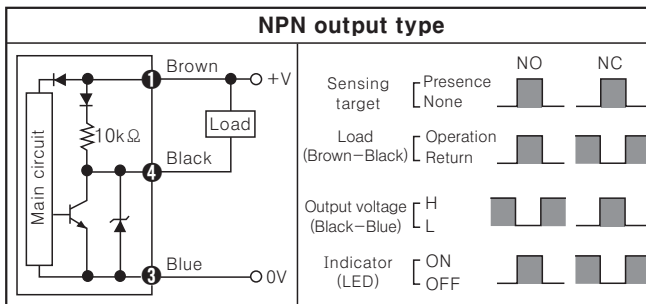 NPN output type
Main circuit
10kΩ
1
Brown
+V
Load
4
Black
3
Blue
0V
NO NC
Sensing target
Presence
None
Load (Brown-Black)
Operation
Return
Output voltage (Black-Blue)
H
L
Indicator (LED)
ON
OFF